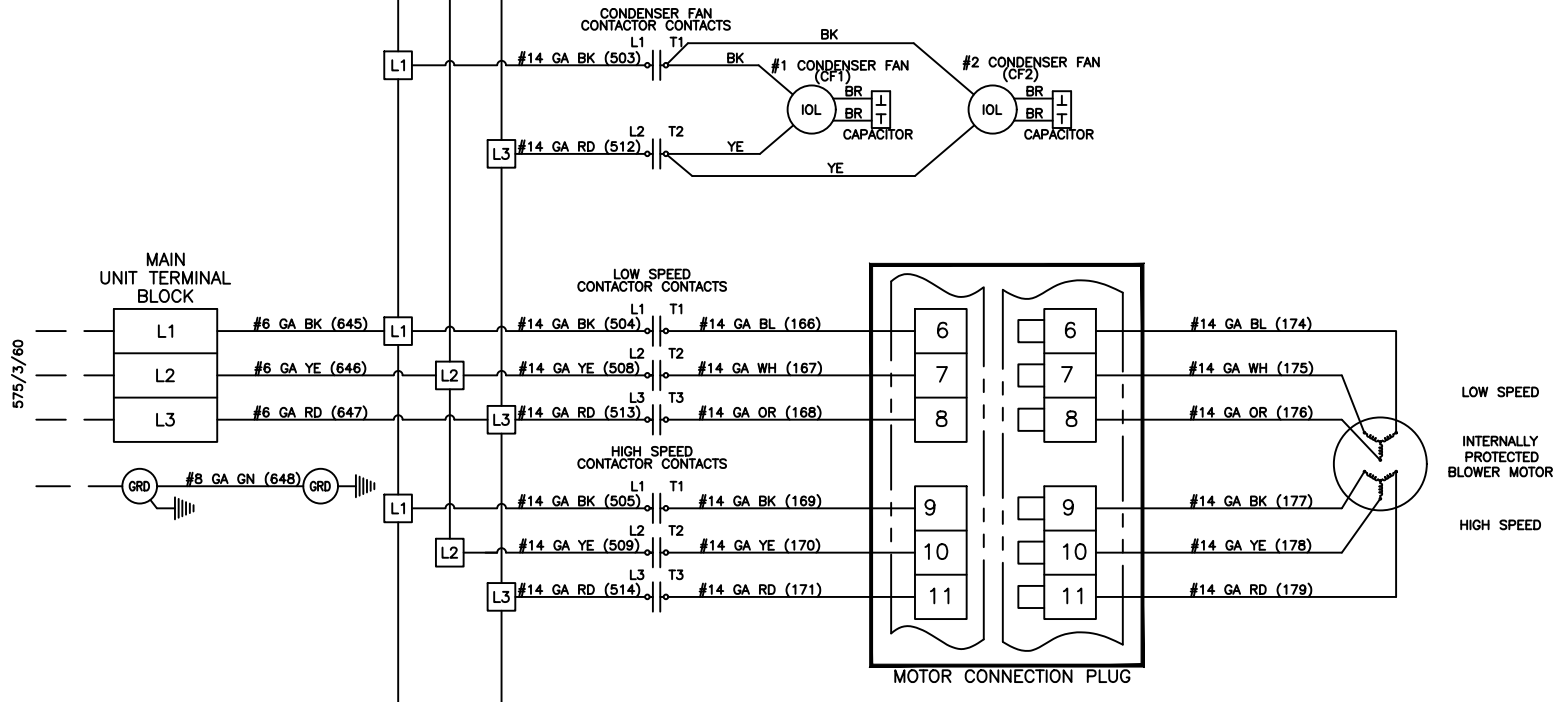 CONDENSER FAN
CONTACTOR CONTACTS
L1 T1
BK
L1
#14 GA BK (503)
BK
#1 CONDENSER FAN
(CF1)
#2 CONDENSER FAN
(CF2)
IOL
BR
BR
CAPACITOR
IOL
BR
BR
CAPACITOR
L2 T2
L3
#14 GA RD (512)
YE
YE
MAIN
UNIT TERMINAL
BLOCK
575/3/60
LOW SPEED
CONTACTOR CONTACTS
L1 T1
L1
#6 GA BK (645)
L1
#14 GA BK (504)
#14 GA BL (166)
6
6
#14 GA BL (174)
L2 T2
L2
#6 GA YE (646)
L2
#14 GA YE (508)
#14 GA WH (167)
7
7
#14 GA WH (175)
L3 T3
L3
#6 GA RD (647)
L3
#14 GA RD (513)
#14 GA OR (168)
8
8
#14 GA OR (176)
LOW SPEED
INTERNALLY
PROTECTED
BLOWER MOTOR
HIGH SPEED
HIGH SPEED
CONTACTOR CONTACTS
GRD
#8 GA GN (648)
GRD
L1 T1
L1
#14 GA BK (505)
#14 GA BK (169)
9
9
#14 GA BK (177)
L2 T2
L2
#14 GA YE (509)
#14 GA YE (170)
10
10
#14 GA YE (178)
L3 T3
L3
#14 GA RD (514)
#14 GA RD (171)
11
11
#14 GA RD (179)
MOTOR CONNECTION PLUG